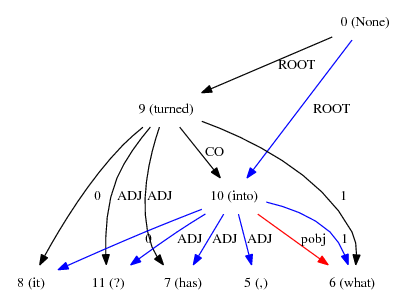 0 (None)
ROOT
9 (turned)
ROOT
CO
0 ADJ ADJ 10 (into) 1
0 ADJ ADJ ADJ pobj 1
8 (it) 11 (?) 7 (has) 5 (,) 6 (what)